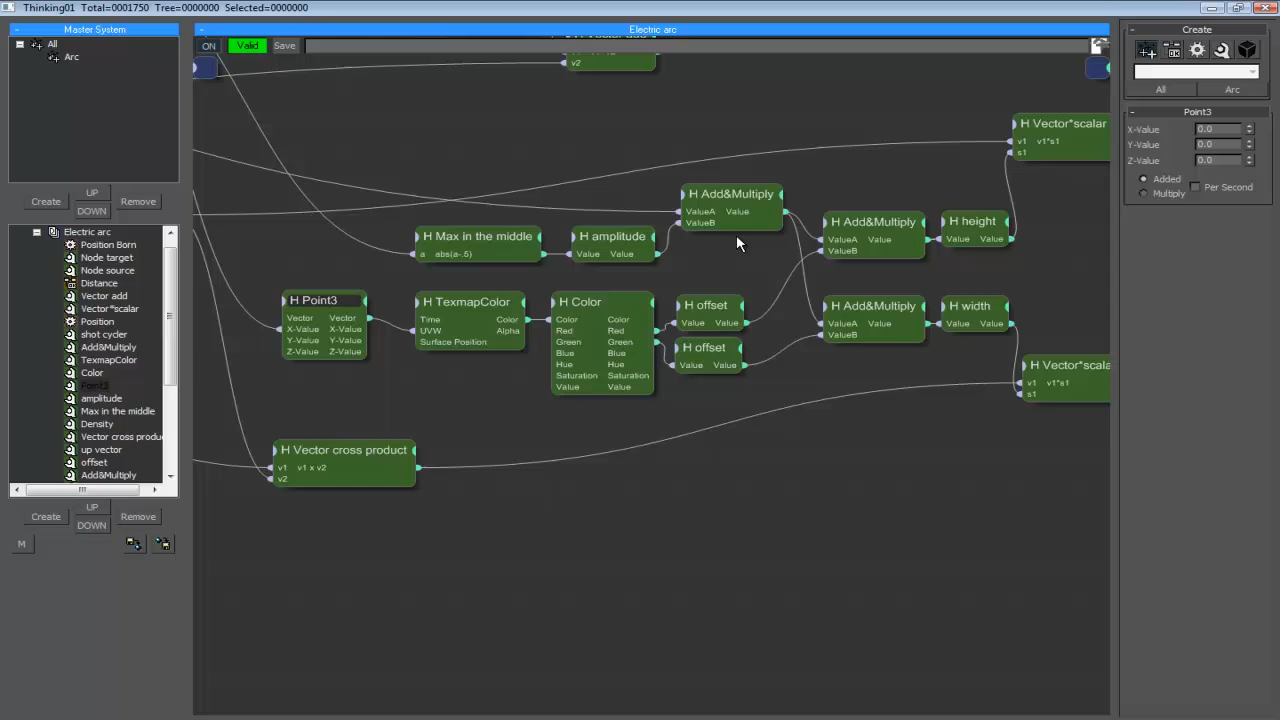 Thinking01 Total=0001750 Tree=0000000 Selected=0000000
Master System
All
Arc
Create
UP
DOWN
Remove
Electric arc
Position Born
Node target
Node source
Distance
Vector add
Vector*scalar
Position
shot cycler
Add&Multiply
TexmapColor
Color
Point3
amplitude
Max in the middle
Density
Vector cross produc
up vector
offset
Add&Multiply
Create
UP
DOWN
Remove
M
Electric arc
ON
Valid
Save
v2
H Vector*scalar
v1 v1*s1
s1
H Add&Multiply
ValueA Value
ValueB
H Max in the middle
a abs(a-.5)
H amplitude
Value Value
H Add&Multiply
ValueA Value
ValueB
H height
Value Value
H Point3
Vector Vector
X-Value X-Value
Y-Value Y-Value
Z-Value Z-Value
H TexmapColor
Time Color
UVW Alpha
Surface Position
H Color
Color Color
Red Red
Green Green
Blue Blue
Hue Hue
Saturation Saturation
Value Value
H offset
Value Value
H offset
Value Value
H Add&Multiply
ValueA Value
ValueB
H width
Value Value
H Vector*scala
v1 v1*s1
s1
H Vector cross product
v1 v1 x v2
v2
Create
All
Arc
Point3
X-Value 0.0
Y-Value 0.0
Z-Value 0.0
Added
Multiply
Per Second